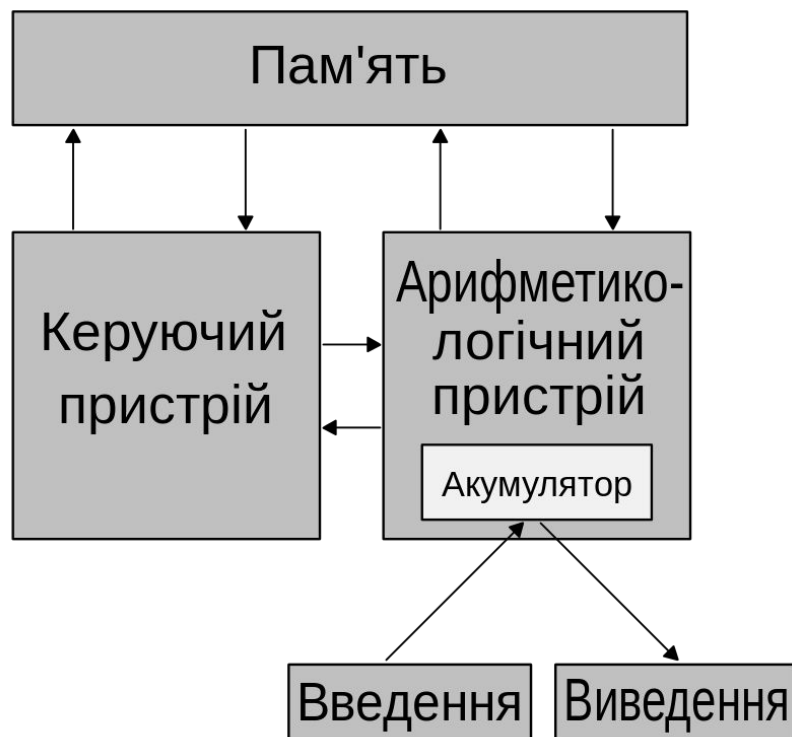 Пам'ять
Керуючий
пристрій
Арифметико-
логічний
пристрій
Акумулятор
Введення
Виведення